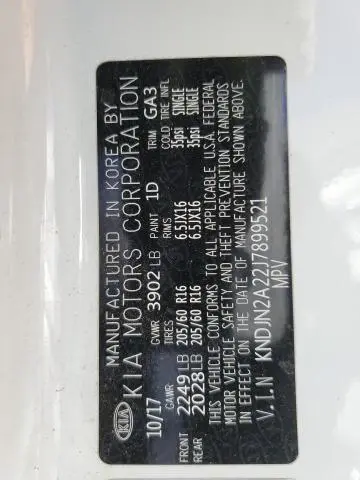 KIA
MANUFACTURED IN KOREA BY
KIA MOTORS CORPORATION
10/17 GVWR 3902 LB PAINT 1D TRIM GA3
GAWR TIRES RIMS COLD TIRE INFL
FRONT 2249 LB 205/60 R16 6.5JX16 35psi SINGLE
REAR 2028 LB 205/60 R16 6.5JX16 35psi SINGLE
THIS VEHICLE CONFORMS TO ALL APPLICABLE U.S.A. FEDERAL
MOTOR VEHICLE SAFETY AND THEFT PREVENTION STANDARDS
IN EFFECT ON THE DATE OF MANUFACTURE SHOWN ABOVE.
V.I.N KNDJN2A22J7899521
MPV